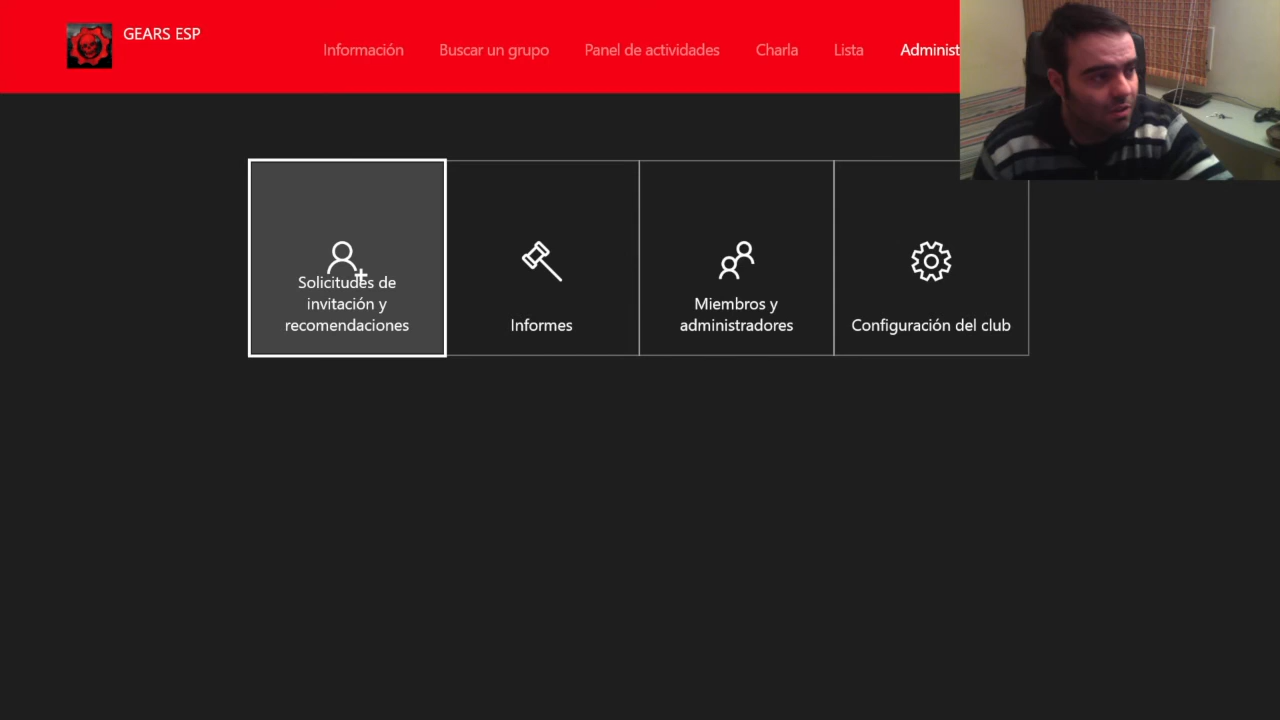 GEARS ESP
Información
Buscar un grupo
Panel de actividades
Charla
Lista
Administ
Solicitudes de
invitación y
recomendaciones
Informes
Miembros y
administradores
Configuración del club